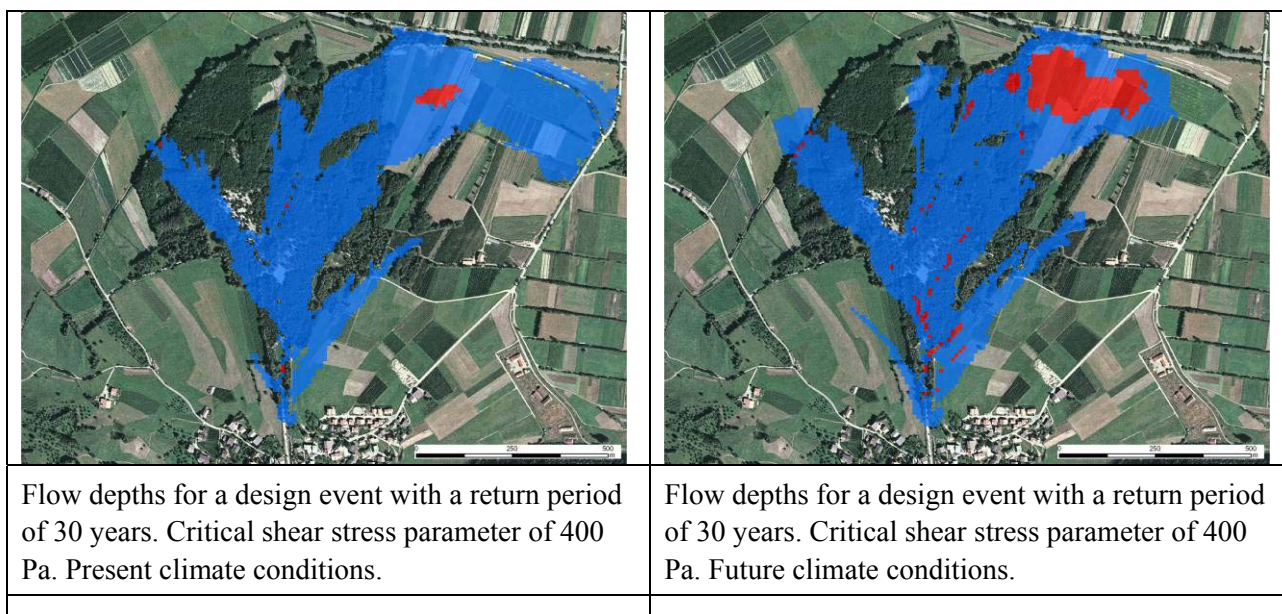 250
500
m
250
500
m
Flow depths for a design event with a return period
of 30 years. Critical shear stress parameter of 400
Pa. Present climate conditions.
Flow depths for a design event with a return period
of 30 years. Critical shear stress parameter of 400
Pa. Future climate conditions.